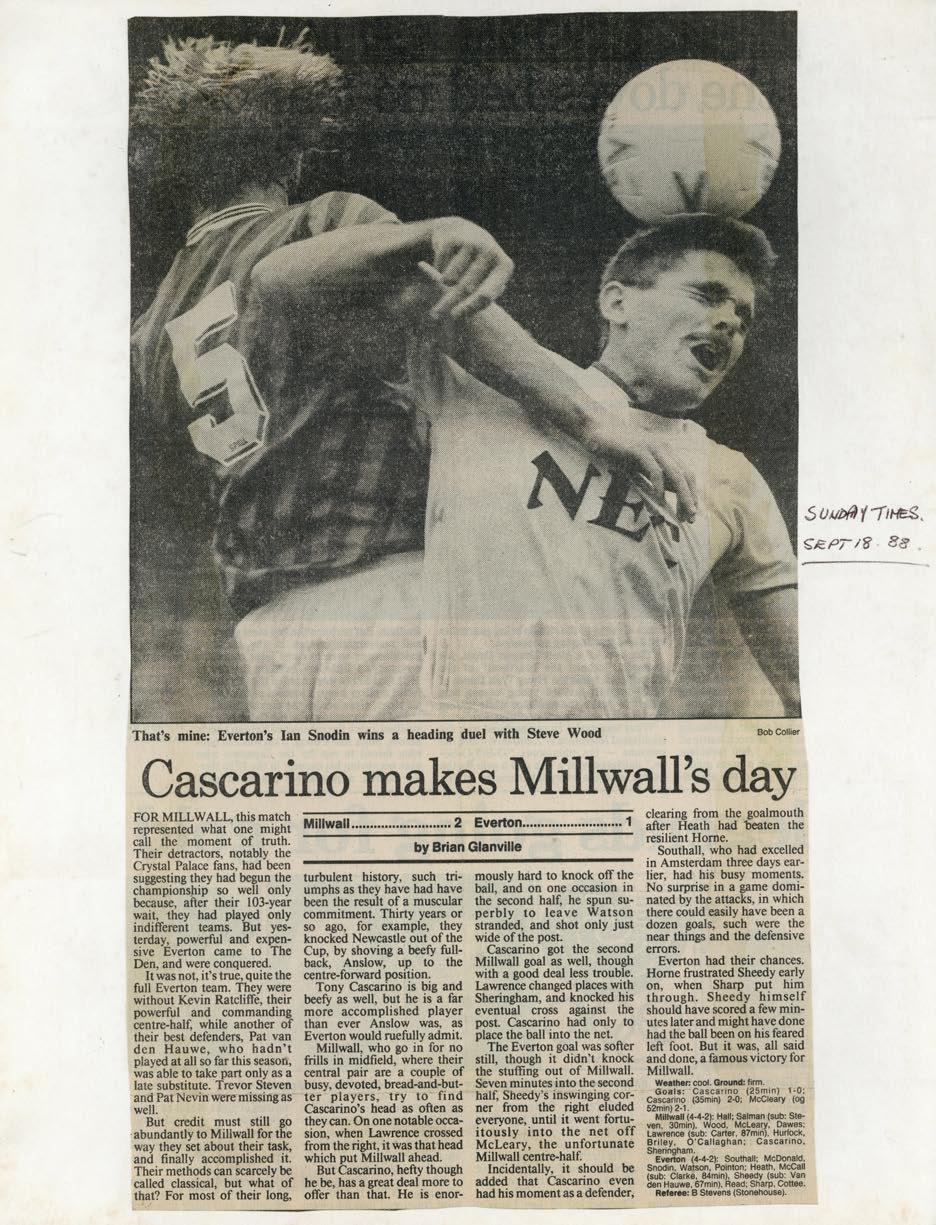 5
NE
V
SUNDAY TIMES.
SEPT 18. 88.
That's mine: Everton's Ian Snodin wins a heading duel with Steve Wood
Bob Collier
Cascarino makes Millwall's day
Millwall............................ 2 Everton........................... 1
by Brian Glanville
FOR MILLWALL, this match
represented what one might
call the moment of truth.
Their detractors, notably the
Crystal Palace fans, had been
suggesting they had begun the
championship so well only
because, after their 103-year
wait, they had played only
indifferent teams. But yes-
terday, powerful and expen-
sive Everton came to The
Den, and were conquered.
It was not, it's true, quite the
full Everton team. They were
without Kevin Ratcliffe, their
powerful and commanding
centre-half, while another of
their best defenders, Pat van
den Hauwe, who hadn't
played at all so far this season,
was able to take part only as a
late substitute. Trevor Steven
and Pat Nevin were missing as
well.
But credit must still go
abundantly to Millwall for the
way they set about their task,
and finally accomplished it.
Their methods can scarcely be
called classical, but what of
that? For most of their long,
turbulent history, such tri-
umphs as they have had have
been the result of a muscular
commitment. Thirty years or
so ago, for example, they
knocked Newcastle out of the
Cup, by shoving a beefy full-
back, Anslow, up to the
centre-forward position.
Tony Cascarino is big and
beefy as well, but he is a far
more accomplished player
than ever Anslow was, as
Everton would ruefully admit.
Millwall, who go in for no
frills in midfield, where their
central pair are a couple of
busy, devoted, bread-and-but-
ter players, try to find
Cascarino's head as often as
they can. On one notable occa-
sion, when Lawrence crossed
from the right, it was that head
which put Millwall ahead.
But Cascarino, hefty though
he be, has a great deal more to
offer than that. He is enor-
mously hard to knock off the
ball, and on one occasion in
the second half, he spun su-
perbly to leave Watson
stranded, and shot only just
wide of the post.
Cascarino got the second
Millwall goal as well, though
with a good deal less trouble.
Lawrence changed places with
Sheringham, and knocked his
eventual cross against the
post. Cascarino had only to
place the ball into the net.
The Everton goal was softer
still, though it didn't knock
the stuffing out of Millwall.
Seven minutes into the second
half, Sheedy's inswinging cor-
ner from the right eluded
everyone, until it went fortu-
itously into the net off
McLeary, the unfortunate
Millwall centre-half.
Incidentally, it should be
added that Cascarino even
had his moment as a defender,
clearing from the goalmouth
after Heath had beaten the
resilient Horne.
Southall, who had excelled
in Amsterdam three days ear-
lier, had his busy moments.
No surprise in a game domi-
nated by the attacks, in which
there could easily have been a
dozen goals, such were the
near things and the defensive
errors.
Everton had their chances.
Horne frustrated Sheedy early
on, when Sharp put him
through. Sheedy himself
should have scored a few min-
utes later and might have done
had the ball been on his feared
left foot. But it was, all said
and done, a famous victory for
Millwall.
Weather: cool. Ground: firm.
Goals: Cascarino (25min) 1-0;
Cascarino (35min) 2-0; McCleary (og
52min) 2-1.
Millwall (4-4-2): Hall; Salman (sub: Ste-
ven, 30min), Wood, McLeary, Dawes;
Lawrence (sub: Carter, 87min), Hurlock,
Briley, O'Callaghan; Cascarino,
Sheringham.
Everton (4-4-2): Southall; McDonald,
Snodin, Watson, Pointon; Heath, McCall
(sub: Clarke, 84min), Sheedy (sub: Van
den Hauwe, 67min), Read; Sharp, Cottee.
Referee: B Stevens (Stonehouse).